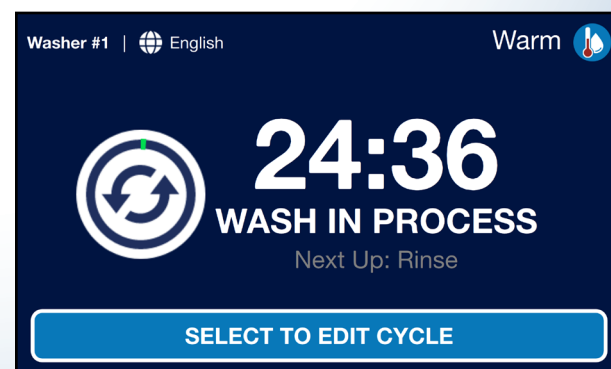 Washer #1 | English
Warm
24:36
WASH IN PROCESS
Next Up: Rinse
SELECT TO EDIT CYCLE